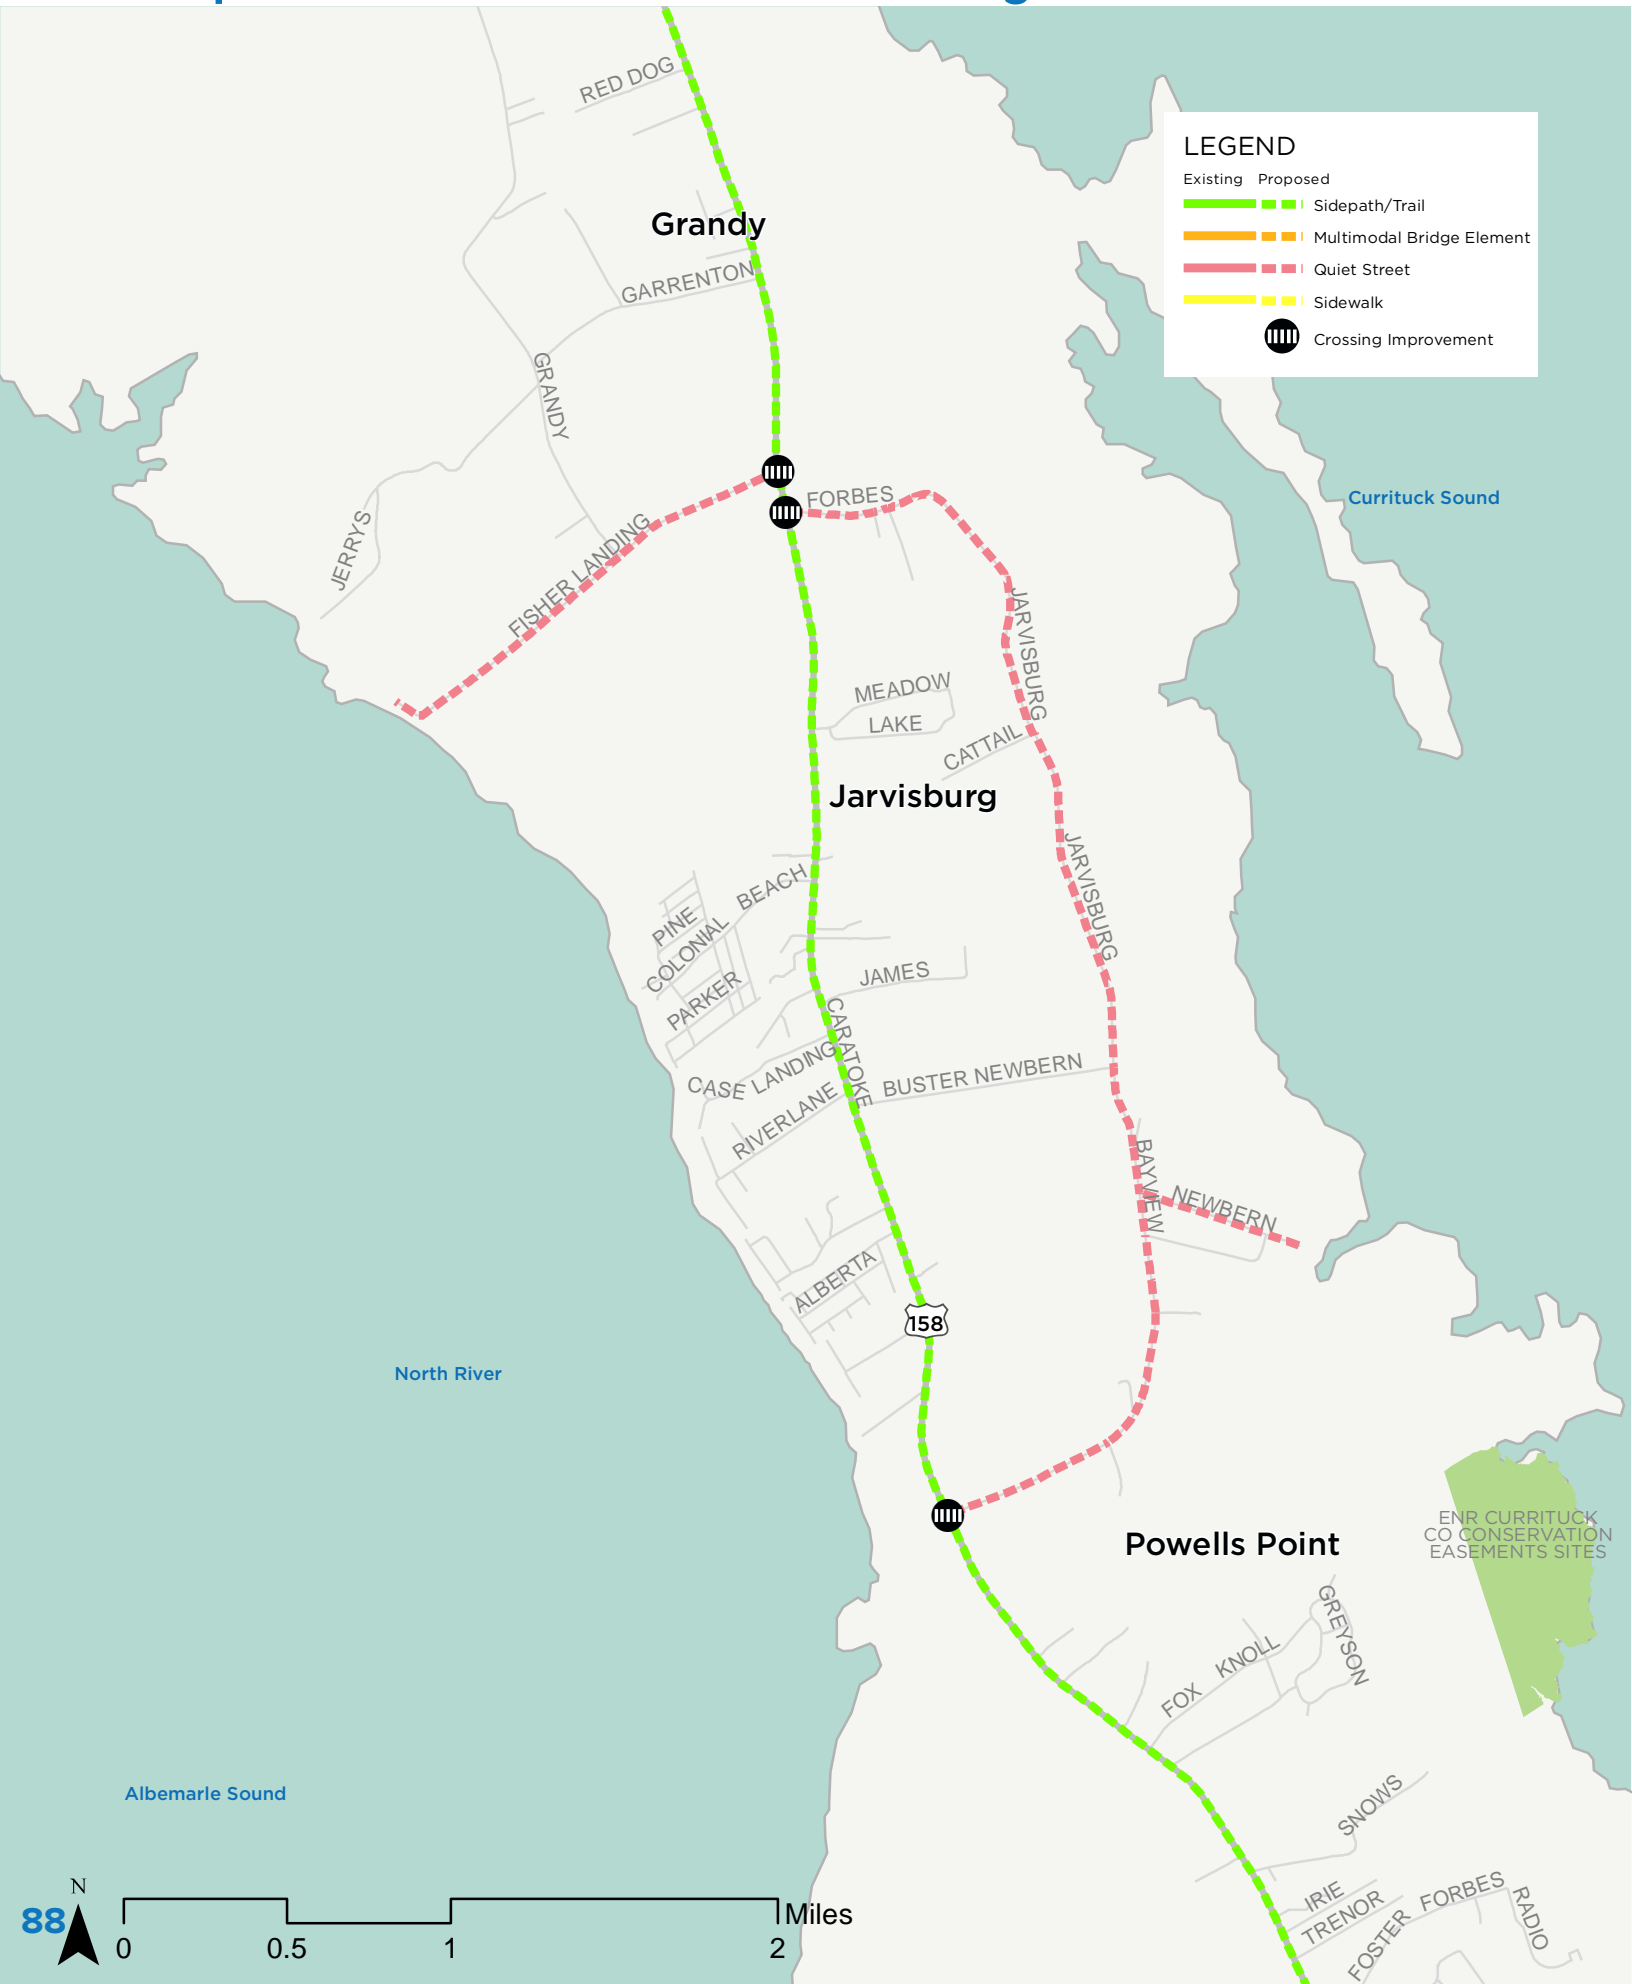 RED DOG
LEGEND
Existing Proposed
Sidepath/Trail
Multimodal Bridge Element
Quiet Street
Sidewalk
Crossing Improvement
Grandy
GARRENTON
GRANDY
FORBES
Currituck Sound
JERRYS
FISHER LANDING
JARVISBURG
MEADOW
LAKE
CATTAIL
Jarvisburg
JARVISBURG
BEACH
PINE
COLONIAL
PARKER
JAMES
CARATOKE
CASE LANDING
BUSTER NEWBERN
RIVERLANE
BAYVIEW
NEWBERN
ALBERTA
158
North River
ENR CURRITUCK
CO CONSERVATION
EASEMENTS SITES
Powells Point
GREYSON
FOX KNOLL
Albemarle Sound
SNOWS
IRIE
TRENOR
FORBES
FOSTER
RADIO
N
88
Miles
0 0.5 1 2